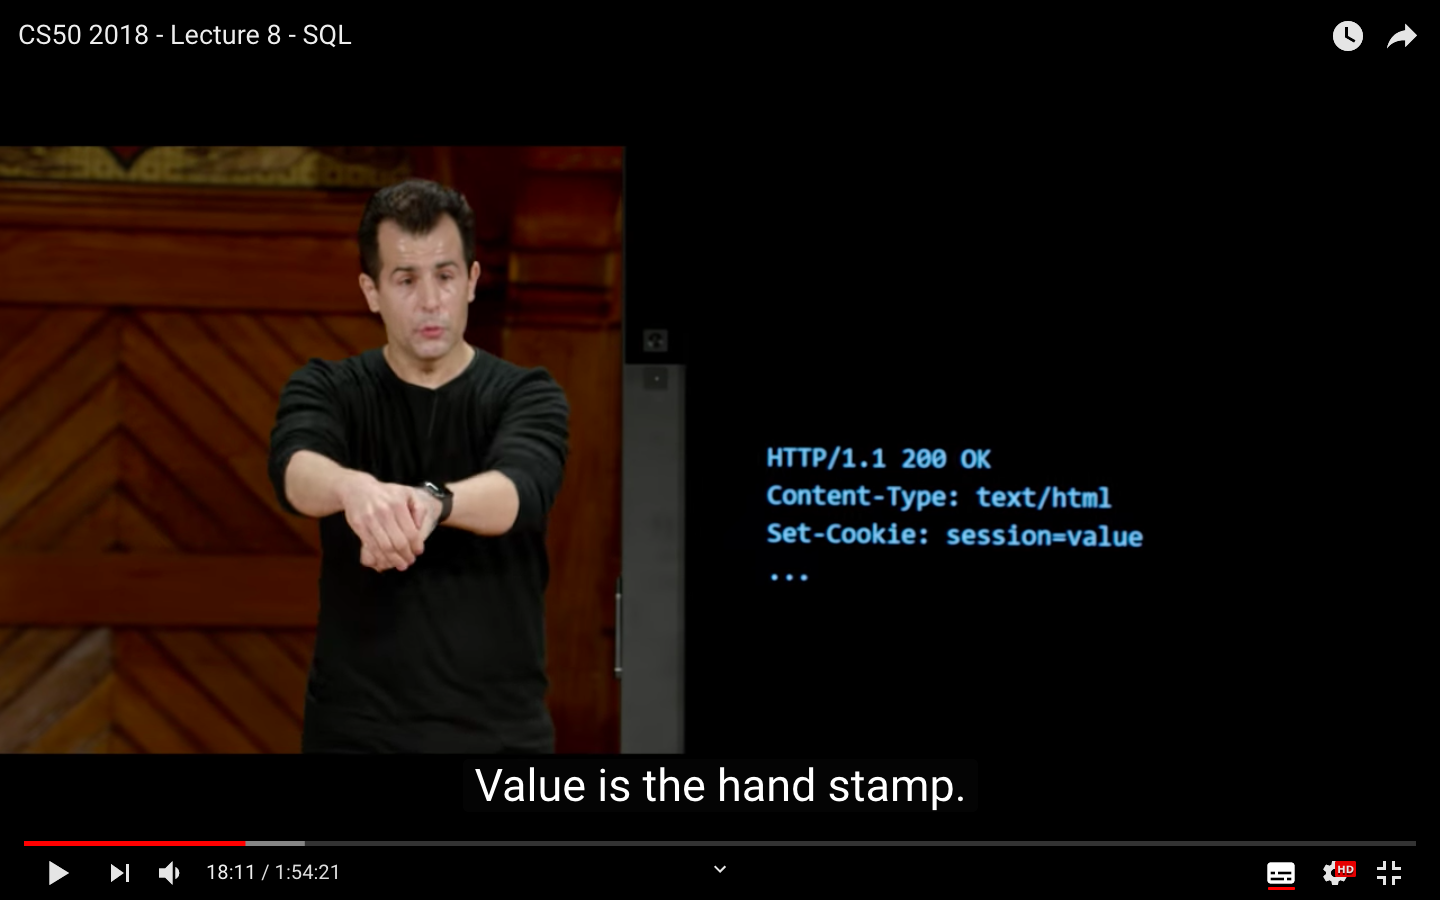 CS50 2018 - Lecture 8 - SQL
HTTP/1.1 200 OK
Content-Type: text/html
Set-Cookie: session=value
...
Value is the hand stamp.
18:11 / 1:54:21
HD